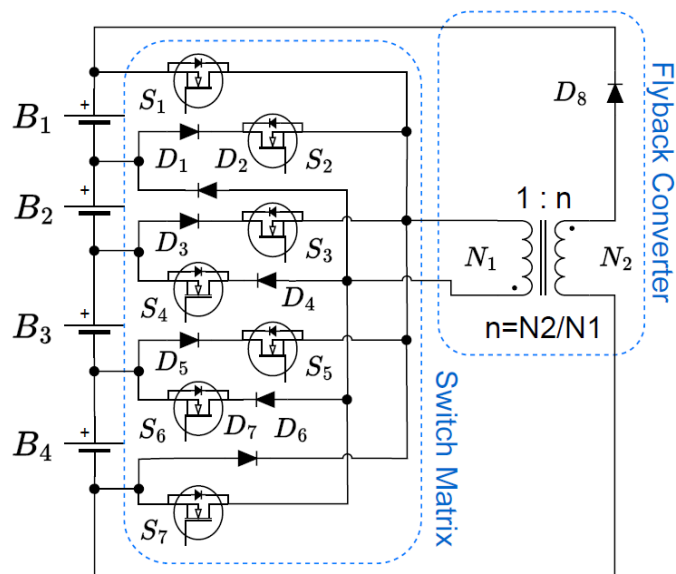 Flyback Converter
S₁
D₈
+
B₁
D₁
D₂
S₂
1 : n
+
B₂
D₃
S₃
N₁
N₂
S₄
D₄
n=N2/N1
+
B₃
D₅
S₅
Switch Matrix
S₆
D₇
D₆
+
B₄
S₇